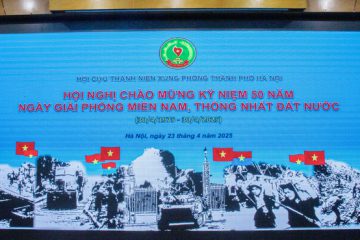 HỘI CỰU THANH NIÊN XUNG PHONG THÀNH PHỐ HÀ NỘI
HỘI NGHỊ CHÀO MỪNG KỶ NIỆM 50 NĂM
NGÀY GIẢI PHÓNG MIỀN NAM, THỐNG NHẤT ĐẤT NƯỚC
(30/4/1975 - 30/4/2025)
Hà Nội, ngày 23 tháng 4 năm 2025